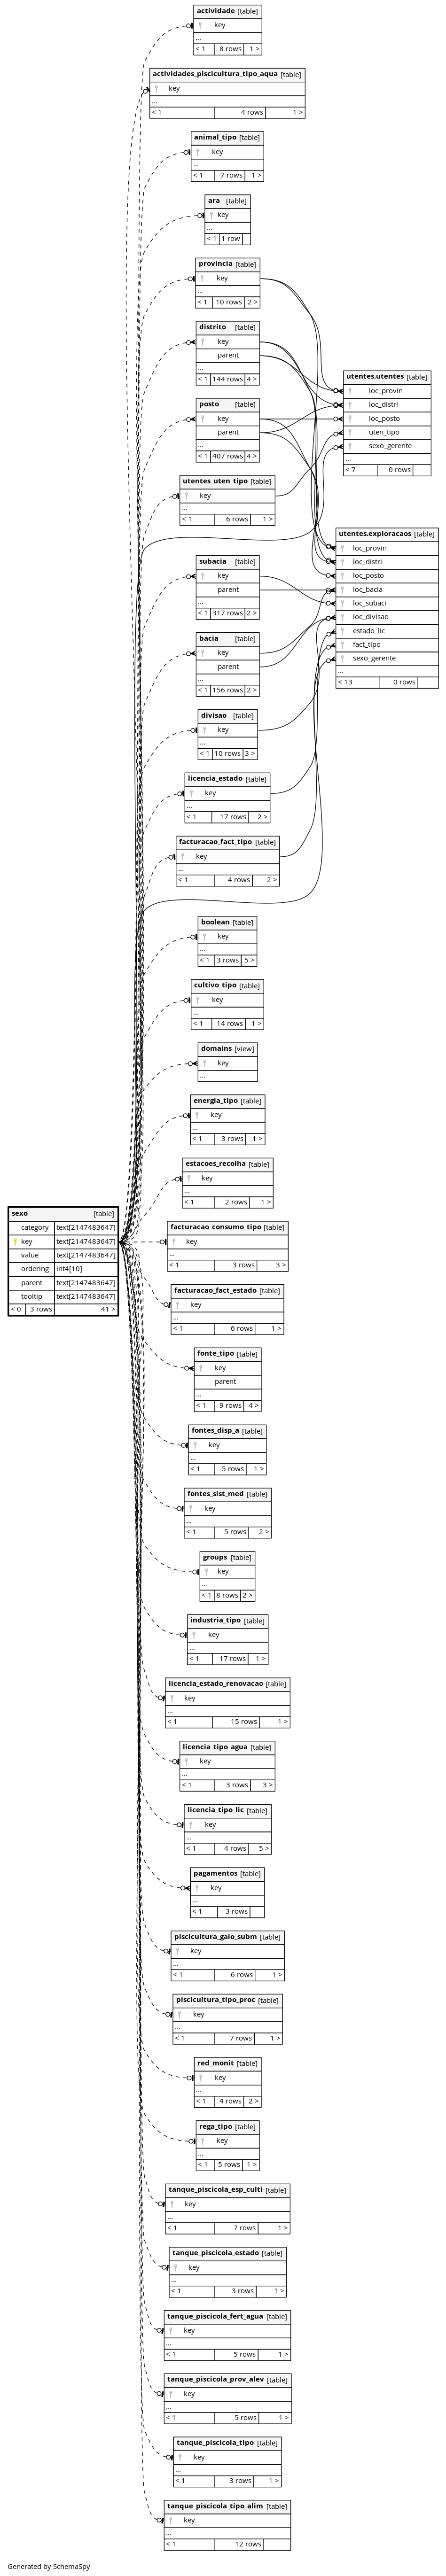 actividade [table]
key
...
< 1 8 rows 1 >
actividades_piscicultura_tipo_aqua [table]
key
...
< 1 4 rows 1 >
animal_tipo [table]
key
...
< 1 7 rows 1 >
ara [table]
key
...
< 1 1 row
provincia [table]
key
...
< 1 10 rows 2 >
distrito [table]
key
parent
...
< 1 144 rows 4 >
posto [table]
key
parent
...
< 1 407 rows 4 >
utentes.utentes [table]
loc_provin
loc_distri
loc_posto
uten_tipo
sexo_gerente
...
< 7 0 rows
utentes_uten_tipo [table]
key
...
< 1 6 rows 1 >
utentes.exploracaos [table]
loc_provin
loc_distri
loc_posto
loc_bacia
loc_subaci
loc_divisao
estado_lic
fact_tipo
sexo_gerente
...
< 13 0 rows
subacia [table]
key
parent
...
< 1 317 rows 2 >
bacia [table]
key
parent
...
< 1 156 rows 2 >
divisao [table]
key
...
< 1 10 rows 3 >
licencia_estado [table]
key
...
< 1 17 rows 2 >
facturacao_fact_tipo [table]
key
...
< 1 4 rows 2 >
boolean [table]
key
...
< 1 3 rows 5 >
cultivo_tipo [table]
key
...
< 1 14 rows 1 >
domains [view]
key
...
energia_tipo [table]
key
...
< 1 3 rows 1 >
estacoes_recolha [table]
key
...
< 1 2 rows 1 >
sexo [table]
category text[2147483647]
key text[2147483647]
value text[2147483647]
ordering int4[10]
parent text[2147483647]
tooltip text[2147483647]
< 0 3 rows 41 >
facturacao_consumo_tipo [table]
key
...
< 1 3 rows 3 >
facturacao_fact_estado [table]
key
...
< 1 6 rows 1 >
fonte_tipo [table]
key
parent
...
< 1 9 rows 4 >
fontes_disp_a [table]
key
...
< 1 5 rows 1 >
fontes_sist_med [table]
key
...
< 1 5 rows 2 >
groups [table]
key
...
< 1 8 rows 2 >
industria_tipo [table]
key
...
< 1 17 rows 1 >
licencia_estado_renovacao [table]
key
...
< 1 15 rows 1 >
licencia_tipo_agua [table]
key
...
< 1 3 rows 3 >
licencia_tipo_lic [table]
key
...
< 1 4 rows 5 >
pagamentos [table]
key
...
< 1 3 rows
piscicultura_gaio_subm [table]
key
...
< 1 6 rows 1 >
piscicultura_tipo_proc [table]
key
...
< 1 7 rows 1 >
red_monit [table]
key
...
< 1 4 rows 2 >
rega_tipo [table]
key
...
< 1 5 rows 1 >
tanque_piscicola_esp_culti [table]
key
...
< 1 7 rows 1 >
tanque_piscicola_estado [table]
key
...
< 1 3 rows 1 >
tanque_piscicola_fert_agua [table]
key
...
< 1 5 rows 1 >
tanque_piscicola_prov_alev [table]
key
...
< 1 5 rows 1 >
tanque_piscicola_tipo [table]
key
...
< 1 3 rows 1 >
tanque_piscicola_tipo_alim [table]
key
...
< 1 12 rows
Generated by SchemaSpy